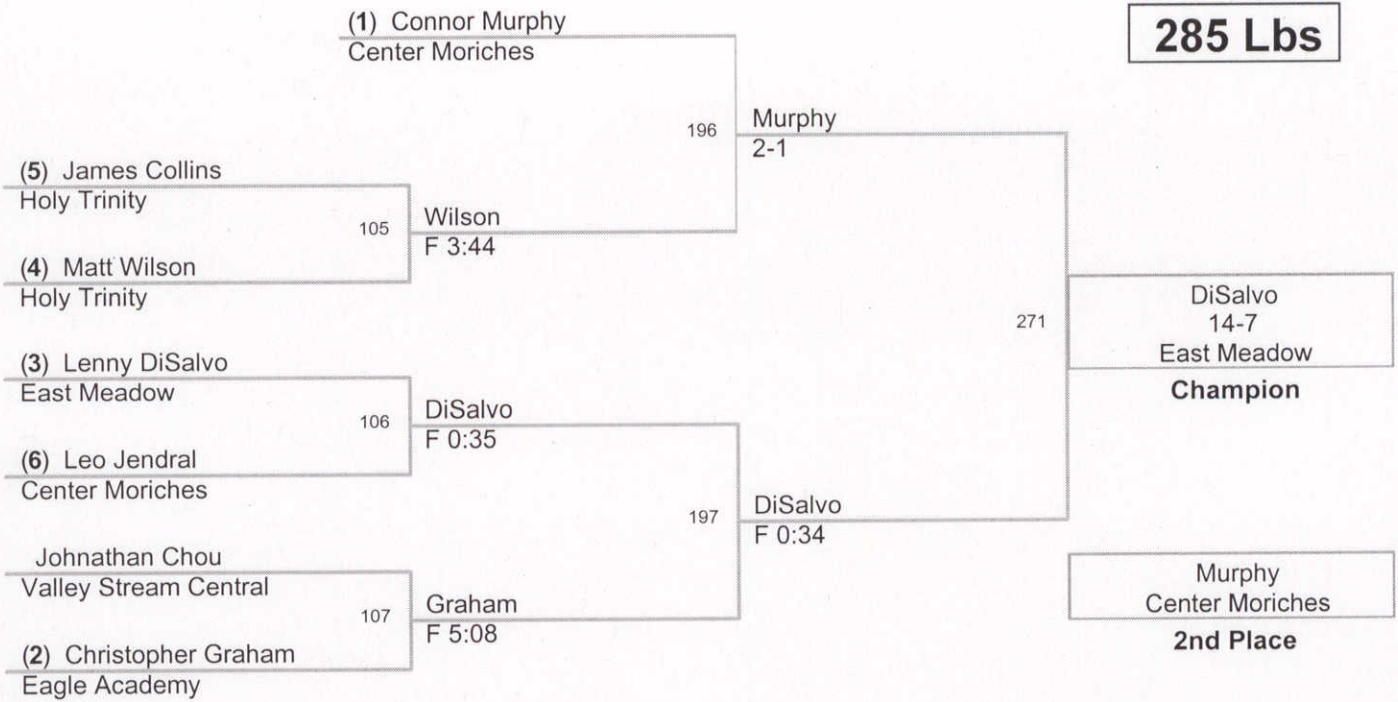 (1) Connor Murphy
Center Moriches
285 Lbs
196
Murphy
2-1
(5) James Collins
Holy Trinity
105
Wilson
F 3:44
(4) Matt Wilson
Holy Trinity
271
DiSalvo
14-7
East Meadow
Champion
(3) Lenny DiSalvo
East Meadow
106
DiSalvo
F 0:35
(6) Leo Jendral
Center Moriches
197
DiSalvo
F 0:34
Johnathan Chou
Valley Stream Central
107
Graham
F 5:08
(2) Christopher Graham
Eagle Academy
Murphy
Center Moriches
2nd Place